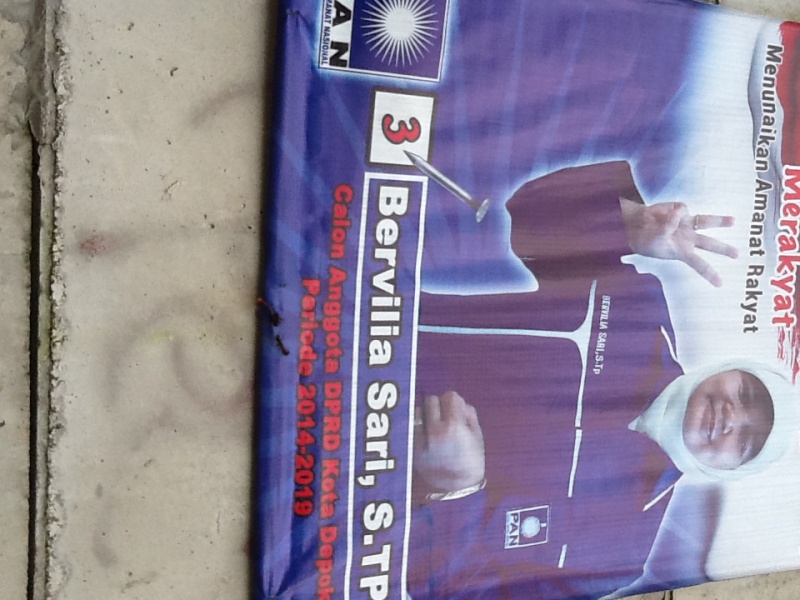 Merakyat
Menunaikan Amanat Rakyat
BERVILIA SARI,S.Tp
PAN
PAN
AMANAT NASIONAL
3
Bervilia Sari, S.TP
Calon Anggota DPRD Kota Depok
Periode 2014-2019